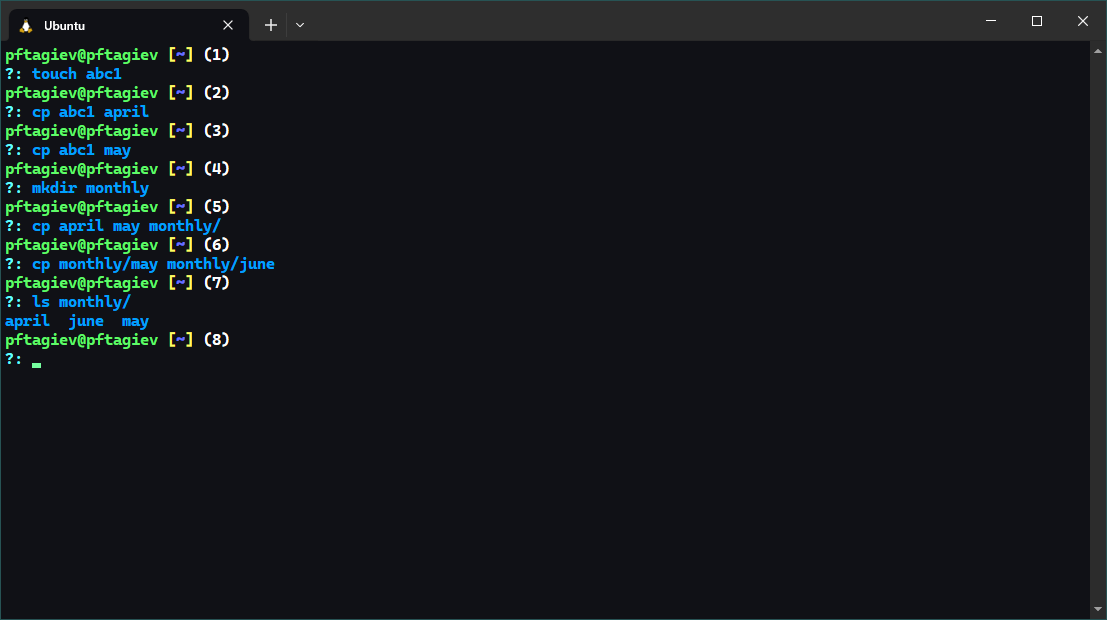 Ubuntu
pftagiev@pftagiev [~] (1)
?: touch abc1
pftagiev@pftagiev [~] (2)
?: cp abc1 april
pftagiev@pftagiev [~] (3)
?: cp abc1 may
pftagiev@pftagiev [~] (4)
?: mkdir monthly
pftagiev@pftagiev [~] (5)
?: cp april may monthly/
pftagiev@pftagiev [~] (6)
?: cp monthly/may monthly/june
pftagiev@pftagiev [~] (7)
?: ls monthly/
april  june  may
pftagiev@pftagiev [~] (8)
?: